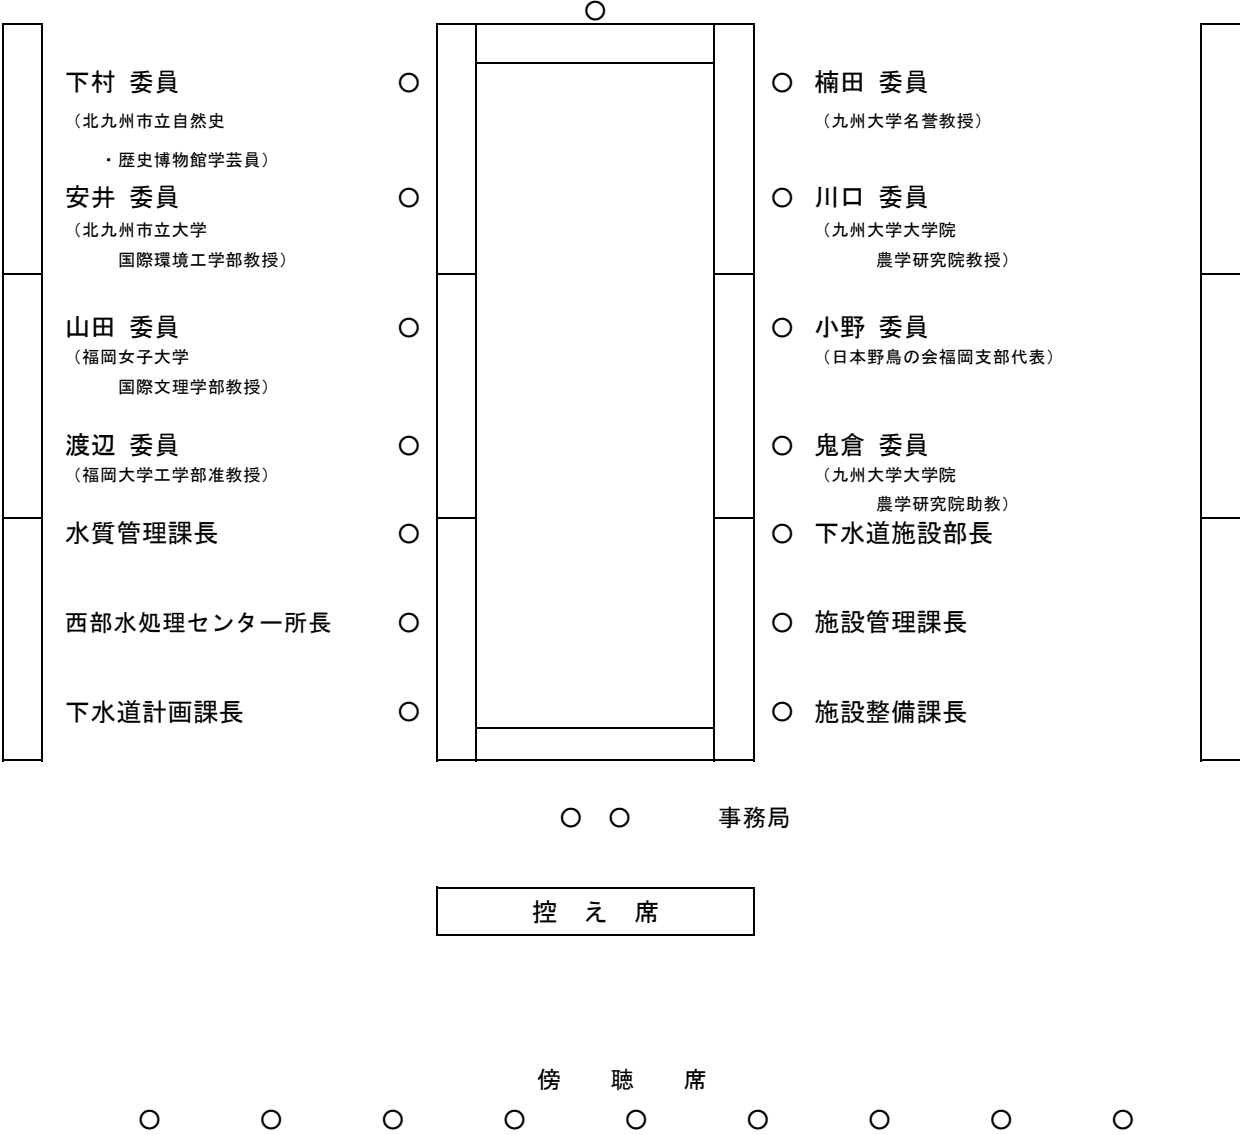 下村 委員
（北九州市立自然史
・歴史博物館学芸員）
安井 委員
（北九州市立大学
国際環境工学部教授）
山田 委員
（福岡女子大学
国際文理学部教授）
渡辺 委員
（福岡大学工学部准教授）
水質管理課長
西部水処理センター所長
下水道計画課長
楠田 委員
（九州大学名誉教授）
川口 委員
（九州大学大学院
農学研究院教授）
小野 委員
（日本野鳥の会福岡支部代表）
鬼倉 委員
（九州大学大学院
農学研究院助教）
下水道施設部長
施設管理課長
施設整備課長
事務局
控 え 席
傍 聴 席